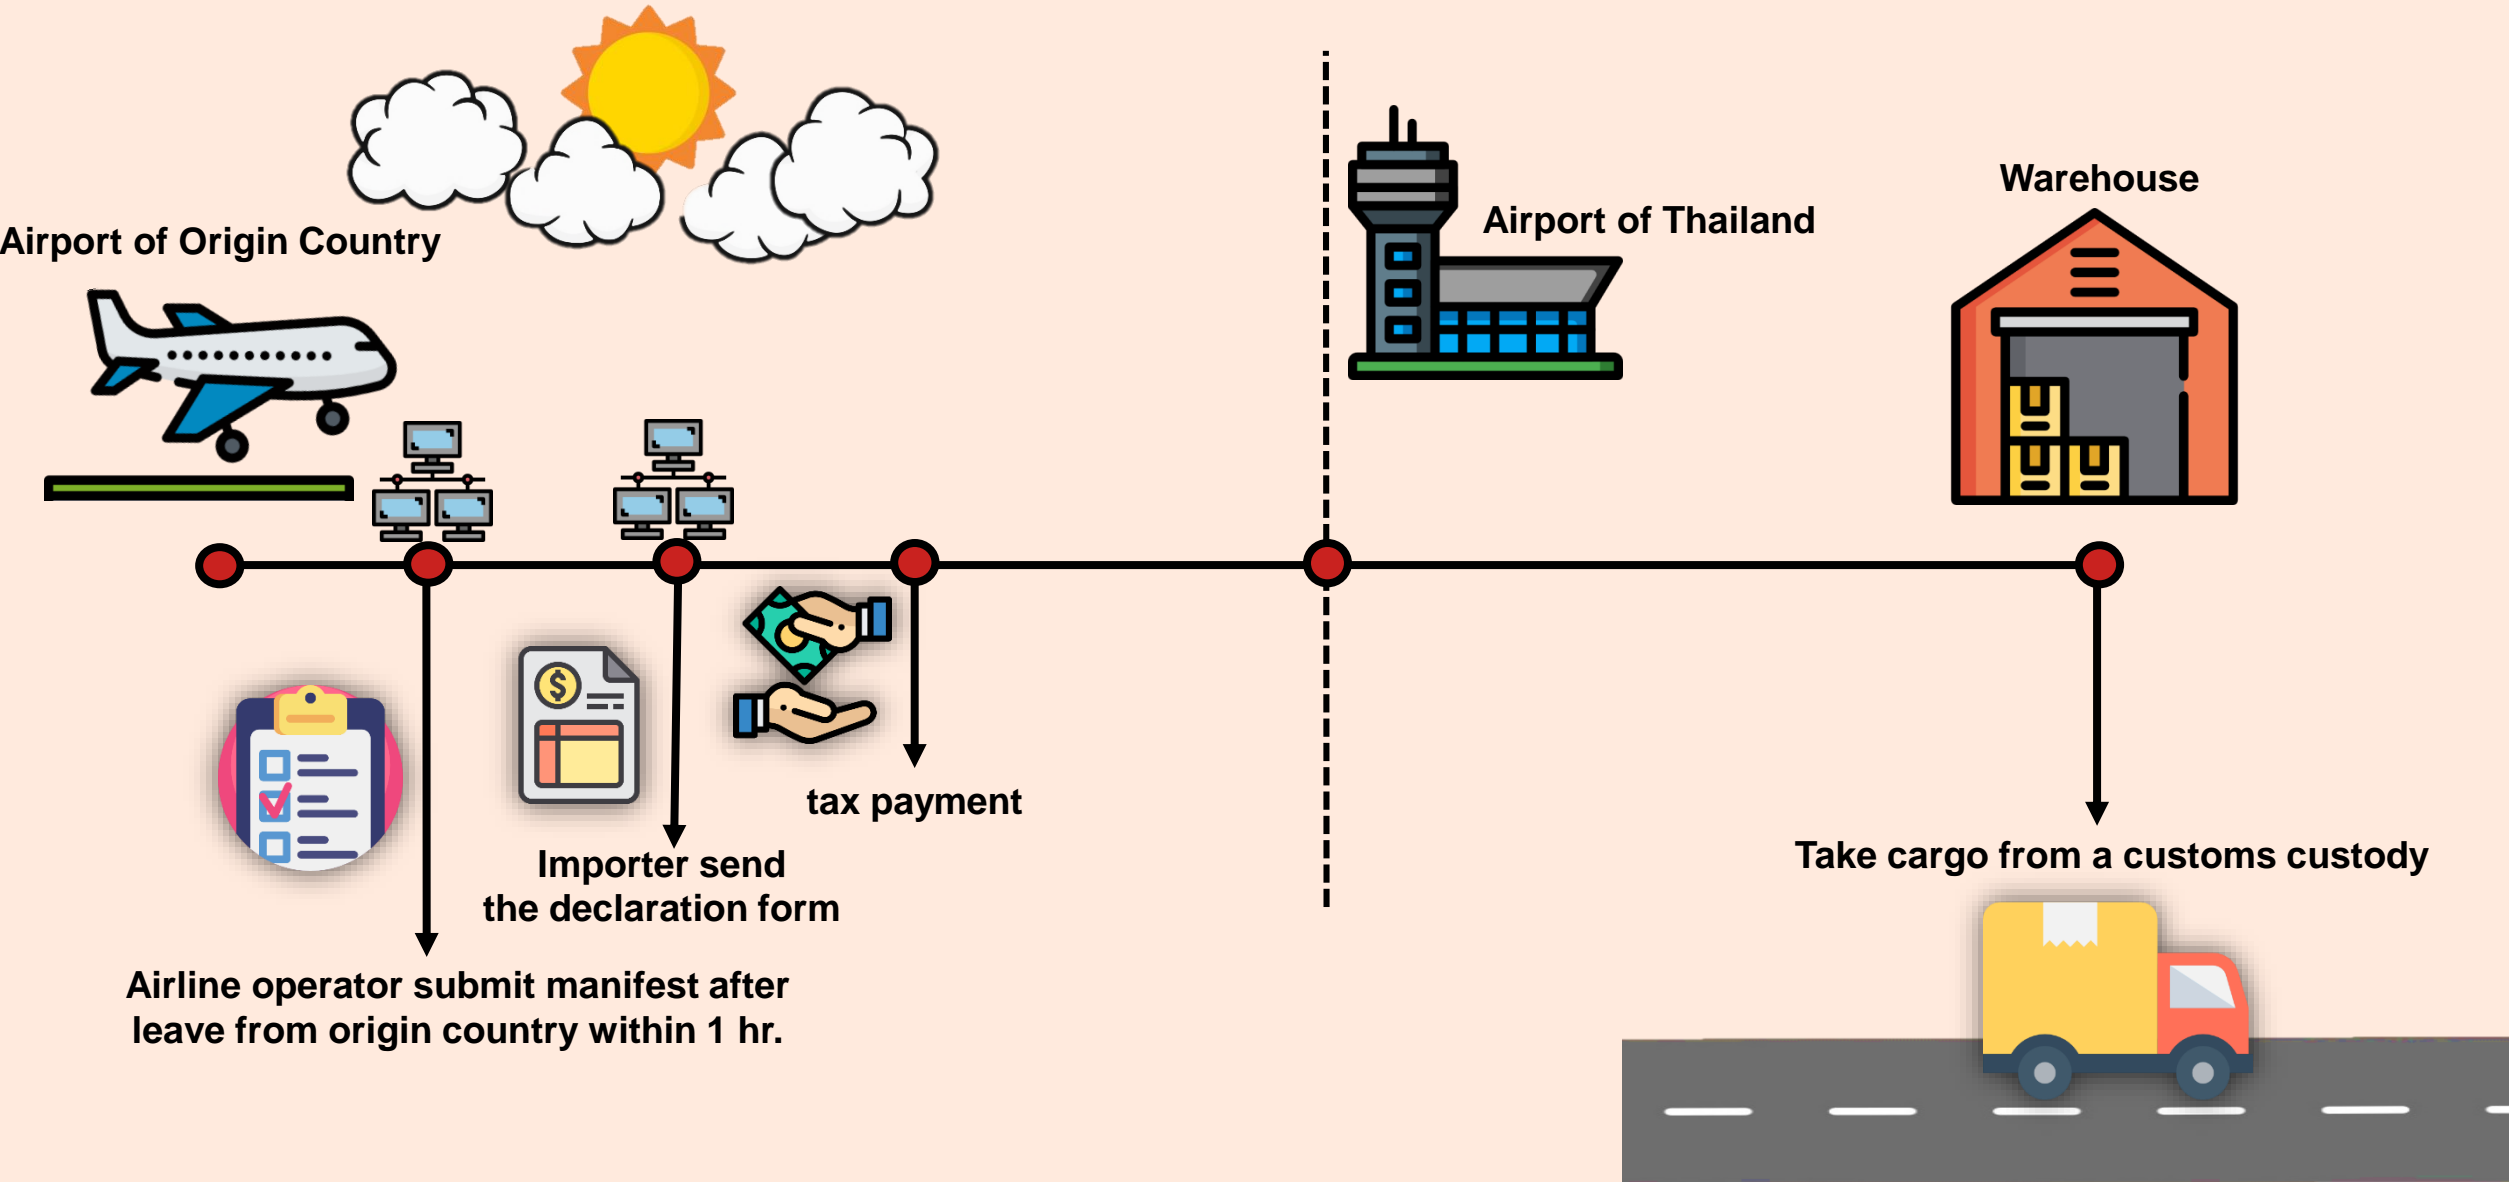 Warehouse
Airport of Thailand
Airport of Origin Country
tax payment
Importer send
the declaration form
Take cargo from a customs custody
Airline operator submit manifest after
leave from origin country within 1 hr.